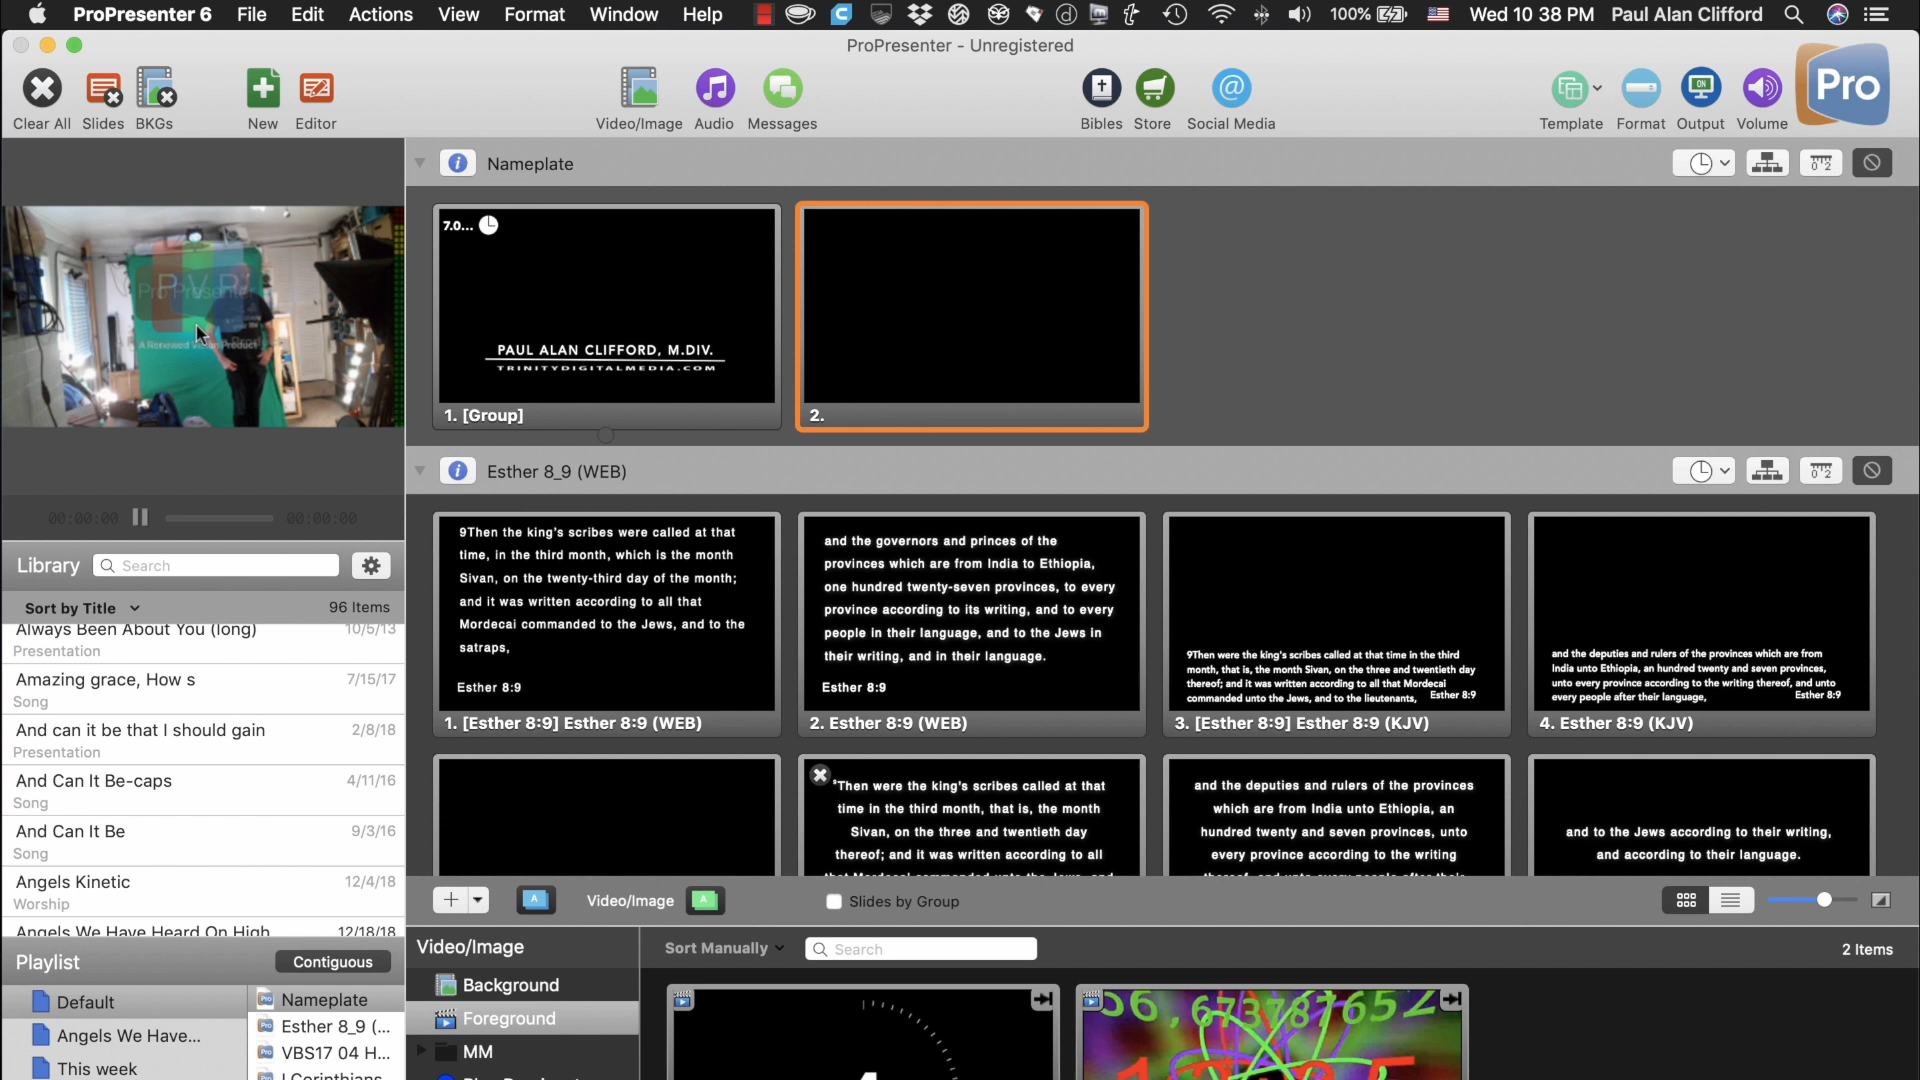 ProPresenter 6 File Edit Actions View Format Window Help 100% Wed 10 38 PM Paul Alan Clifford
ProPresenter - Unregistered
Clear All Slides BKGs New Editor Video/Image Audio Messages Bibles Store Social Media Template Format Output Volume Pro
Nameplate
7.0...
PAUL ALAN CLIFFORD, M.DIV.
TRINITYDIGITALMEDIA.COM
1. [Group]
2.
Esther 8_9 (WEB)
9Then the king's scribes were called at that
time, in the third month, which is the month
Sivan, on the twenty-third day of the month;
and it was written according to all that
Mordecai commanded to the Jews, and to the
satraps,
Esther 8:9
1. [Esther 8:9] Esther 8:9 (WEB)
and the governors and princes of the
provinces which are from India to Ethiopia,
one hundred twenty-seven provinces, to every
province according to its writing, and to every
people in their language, and to the Jews in
their writing, and in their language.
Esther 8:9
2. Esther 8:9 (WEB)
9Then were the king's scribes called at that time in the third
month, that is, the month Sivan, on the three and twentieth day
thereof; and it was written according to all that Mordecai
commanded unto the Jews, and to the lieutenants, Esther 8:9
3. [Esther 8:9] Esther 8:9 (KJV)
and the deputies and rulers of the provinces which are from
India unto Ethiopia, an hundred twenty and seven provinces,
unto every province according to the writing thereof, and unto
every people after their language, Esther 8:9
4. Esther 8:9 (KJV)
Then were the king's scribes called at that
time in the third month, that is, the month
Sivan, on the three and twentieth day
thereof; and it was written according to all
that Mordecai commanded unto the Jews, and
and the deputies and rulers of the provinces
which are from India unto Ethiopia, an
hundred twenty and seven provinces, unto
every province according to the writing
thereof, and unto every people after their
and to the Jews according to their writing,
and according to their language.
00:00:00 00:00:00
Library Search
Sort by Title 96 Items
Always Been About You (long) 10/5/13
Presentation
Amazing grace, How s 7/15/17
Song
And can it be that I should gain 2/8/18
Presentation
And Can It Be-caps 4/11/16
Song
And Can It Be 9/3/16
Song
Angels Kinetic 12/4/18
Worship
Angels We Have Heard On High 12/18/18
Playlist Contiguous
Default
Angels We Have...
This week
Nameplate
Esther 8_9 (...
VBS17 04 H...
I Corinthians
Video/Image Slides by Group
Video/Image Sort Manually Search 2 Items
Background
Foreground
MM
56,673787652